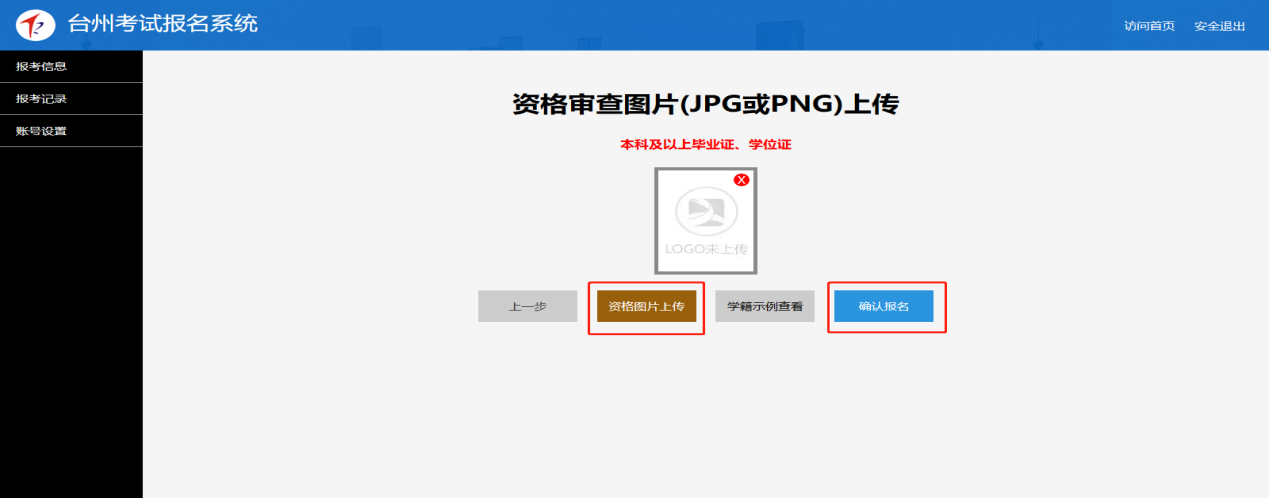 台州考试报名系统
访问首页 安全退出
报考信息
报考记录
账号设置
资格审查图片(JPG或PNG)上传
本科及以上毕业证、学位证
X
LOGO未上传
上一步 资格图片上传 学籍示例查看 确认报名